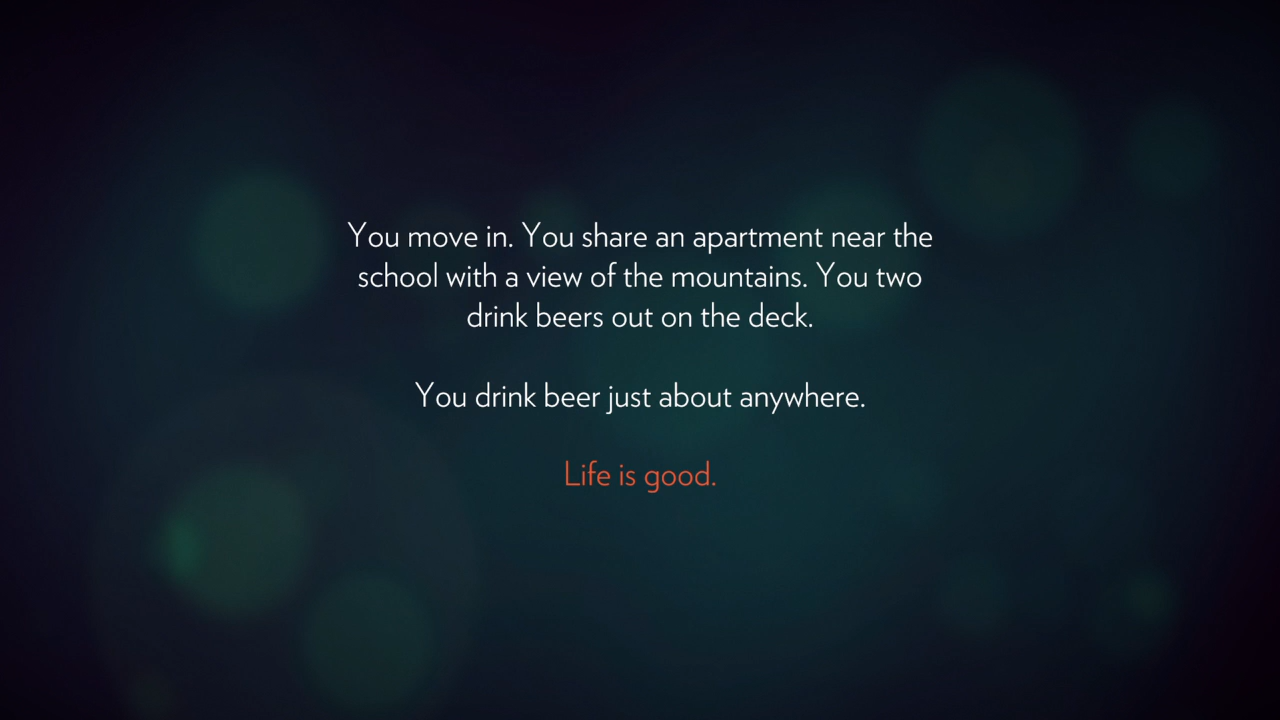 You move in. You share an apartment near the
school with a view of the mountains. You two
drink beers out on the deck.
You drink beer just about anywhere.
Life is good.